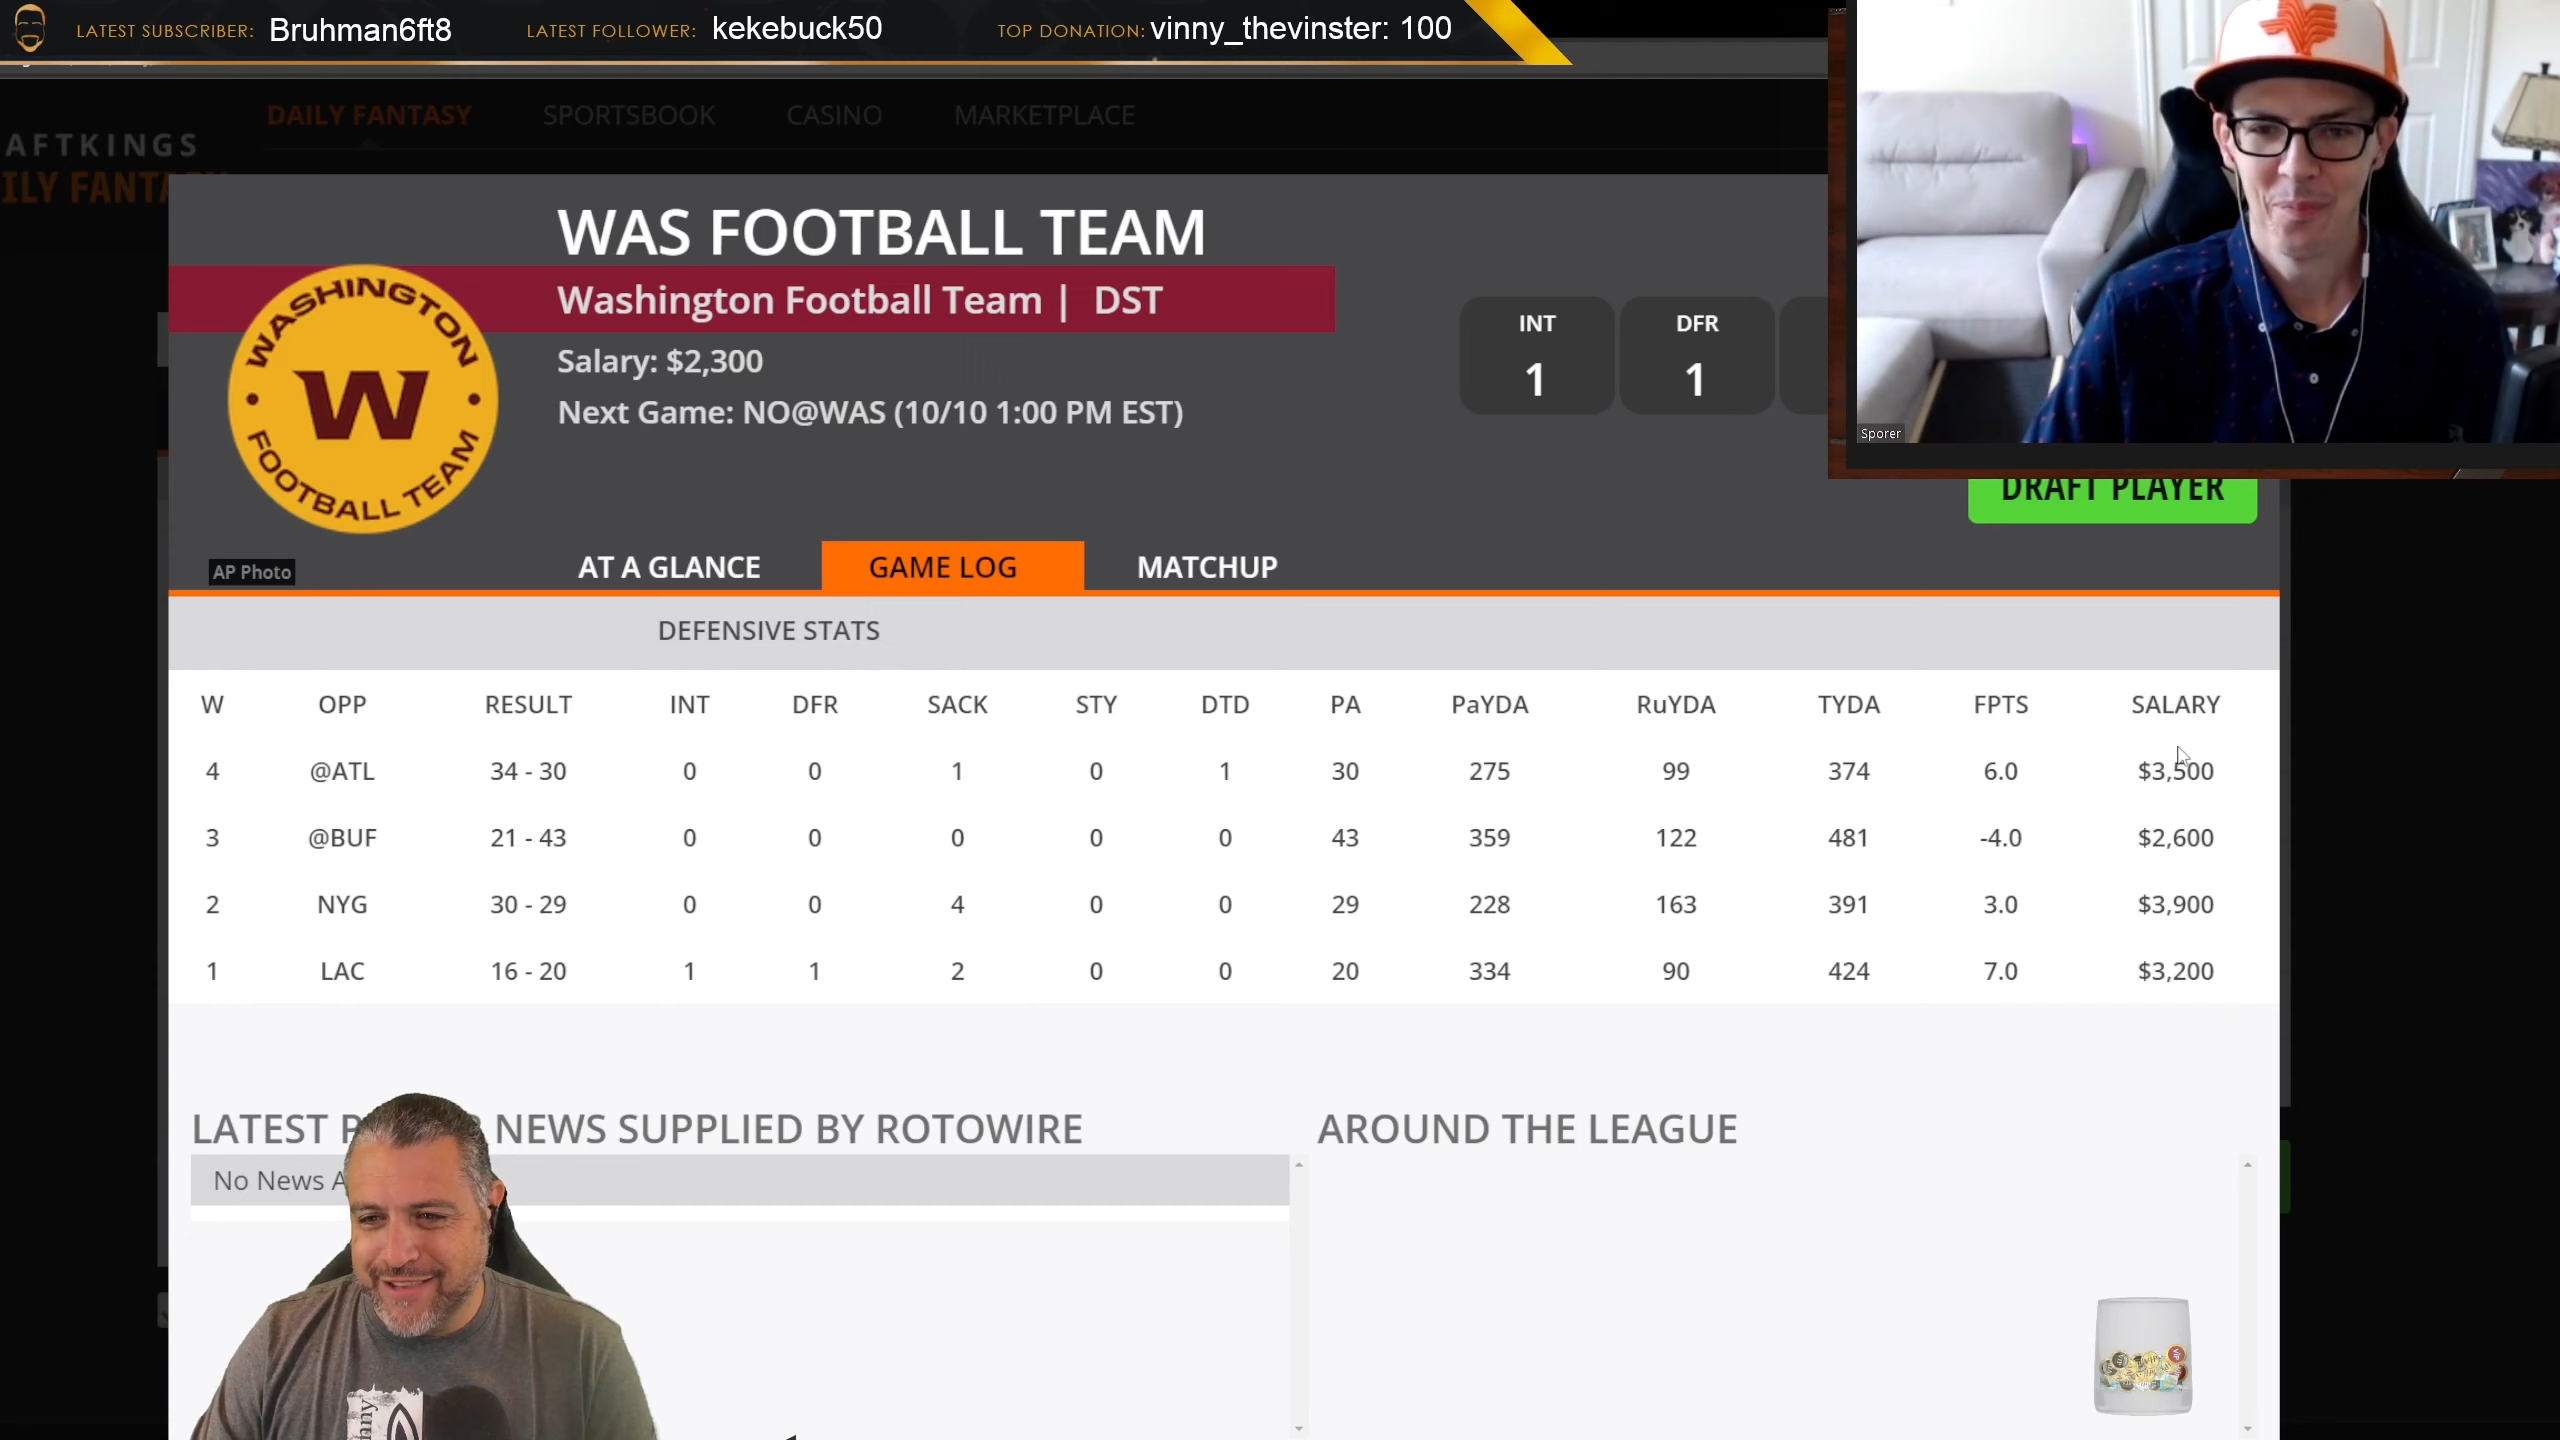 LATEST SUBSCRIBER: Bruhman6ft8 LATEST FOLLOWER: kekebuck50 TOP DONATION: vinny_thevinster: 100
DAILY FANTASY SPORTSBOOK CASINO MARKETPLACE
AFTKINGS
ILY FANTA
WAS FOOTBALL TEAM
Washington Football Team | DST
Salary: $2,300
Next Game: NO@WAS (10/10 1:00 PM EST)
WASHINGTON
W
FOOTBALL TEAM
AP Photo
INT DFR
1 1
Sporer
DRAFT PLAYER
AT A GLANCE GAME LOG MATCHUP
DEFENSIVE STATS
W OPP RESULT INT DFR SACK STY DTD PA PaYDA RuYDA TYDA FPTS SALARY
4 @ATL 34 - 30 0 0 1 0 1 30 275 99 374 6.0 $3,500
3 @BUF 21 - 43 0 0 0 0 0 43 359 122 481 -4.0 $2,600
2 NYG 30 - 29 0 0 4 0 0 29 228 163 391 3.0 $3,900
1 LAC 16 - 20 1 1 2 0 0 20 334 90 424 7.0 $3,200
LATEST P NEWS SUPPLIED BY ROTOWIRE
No News A
AROUND THE LEAGUE